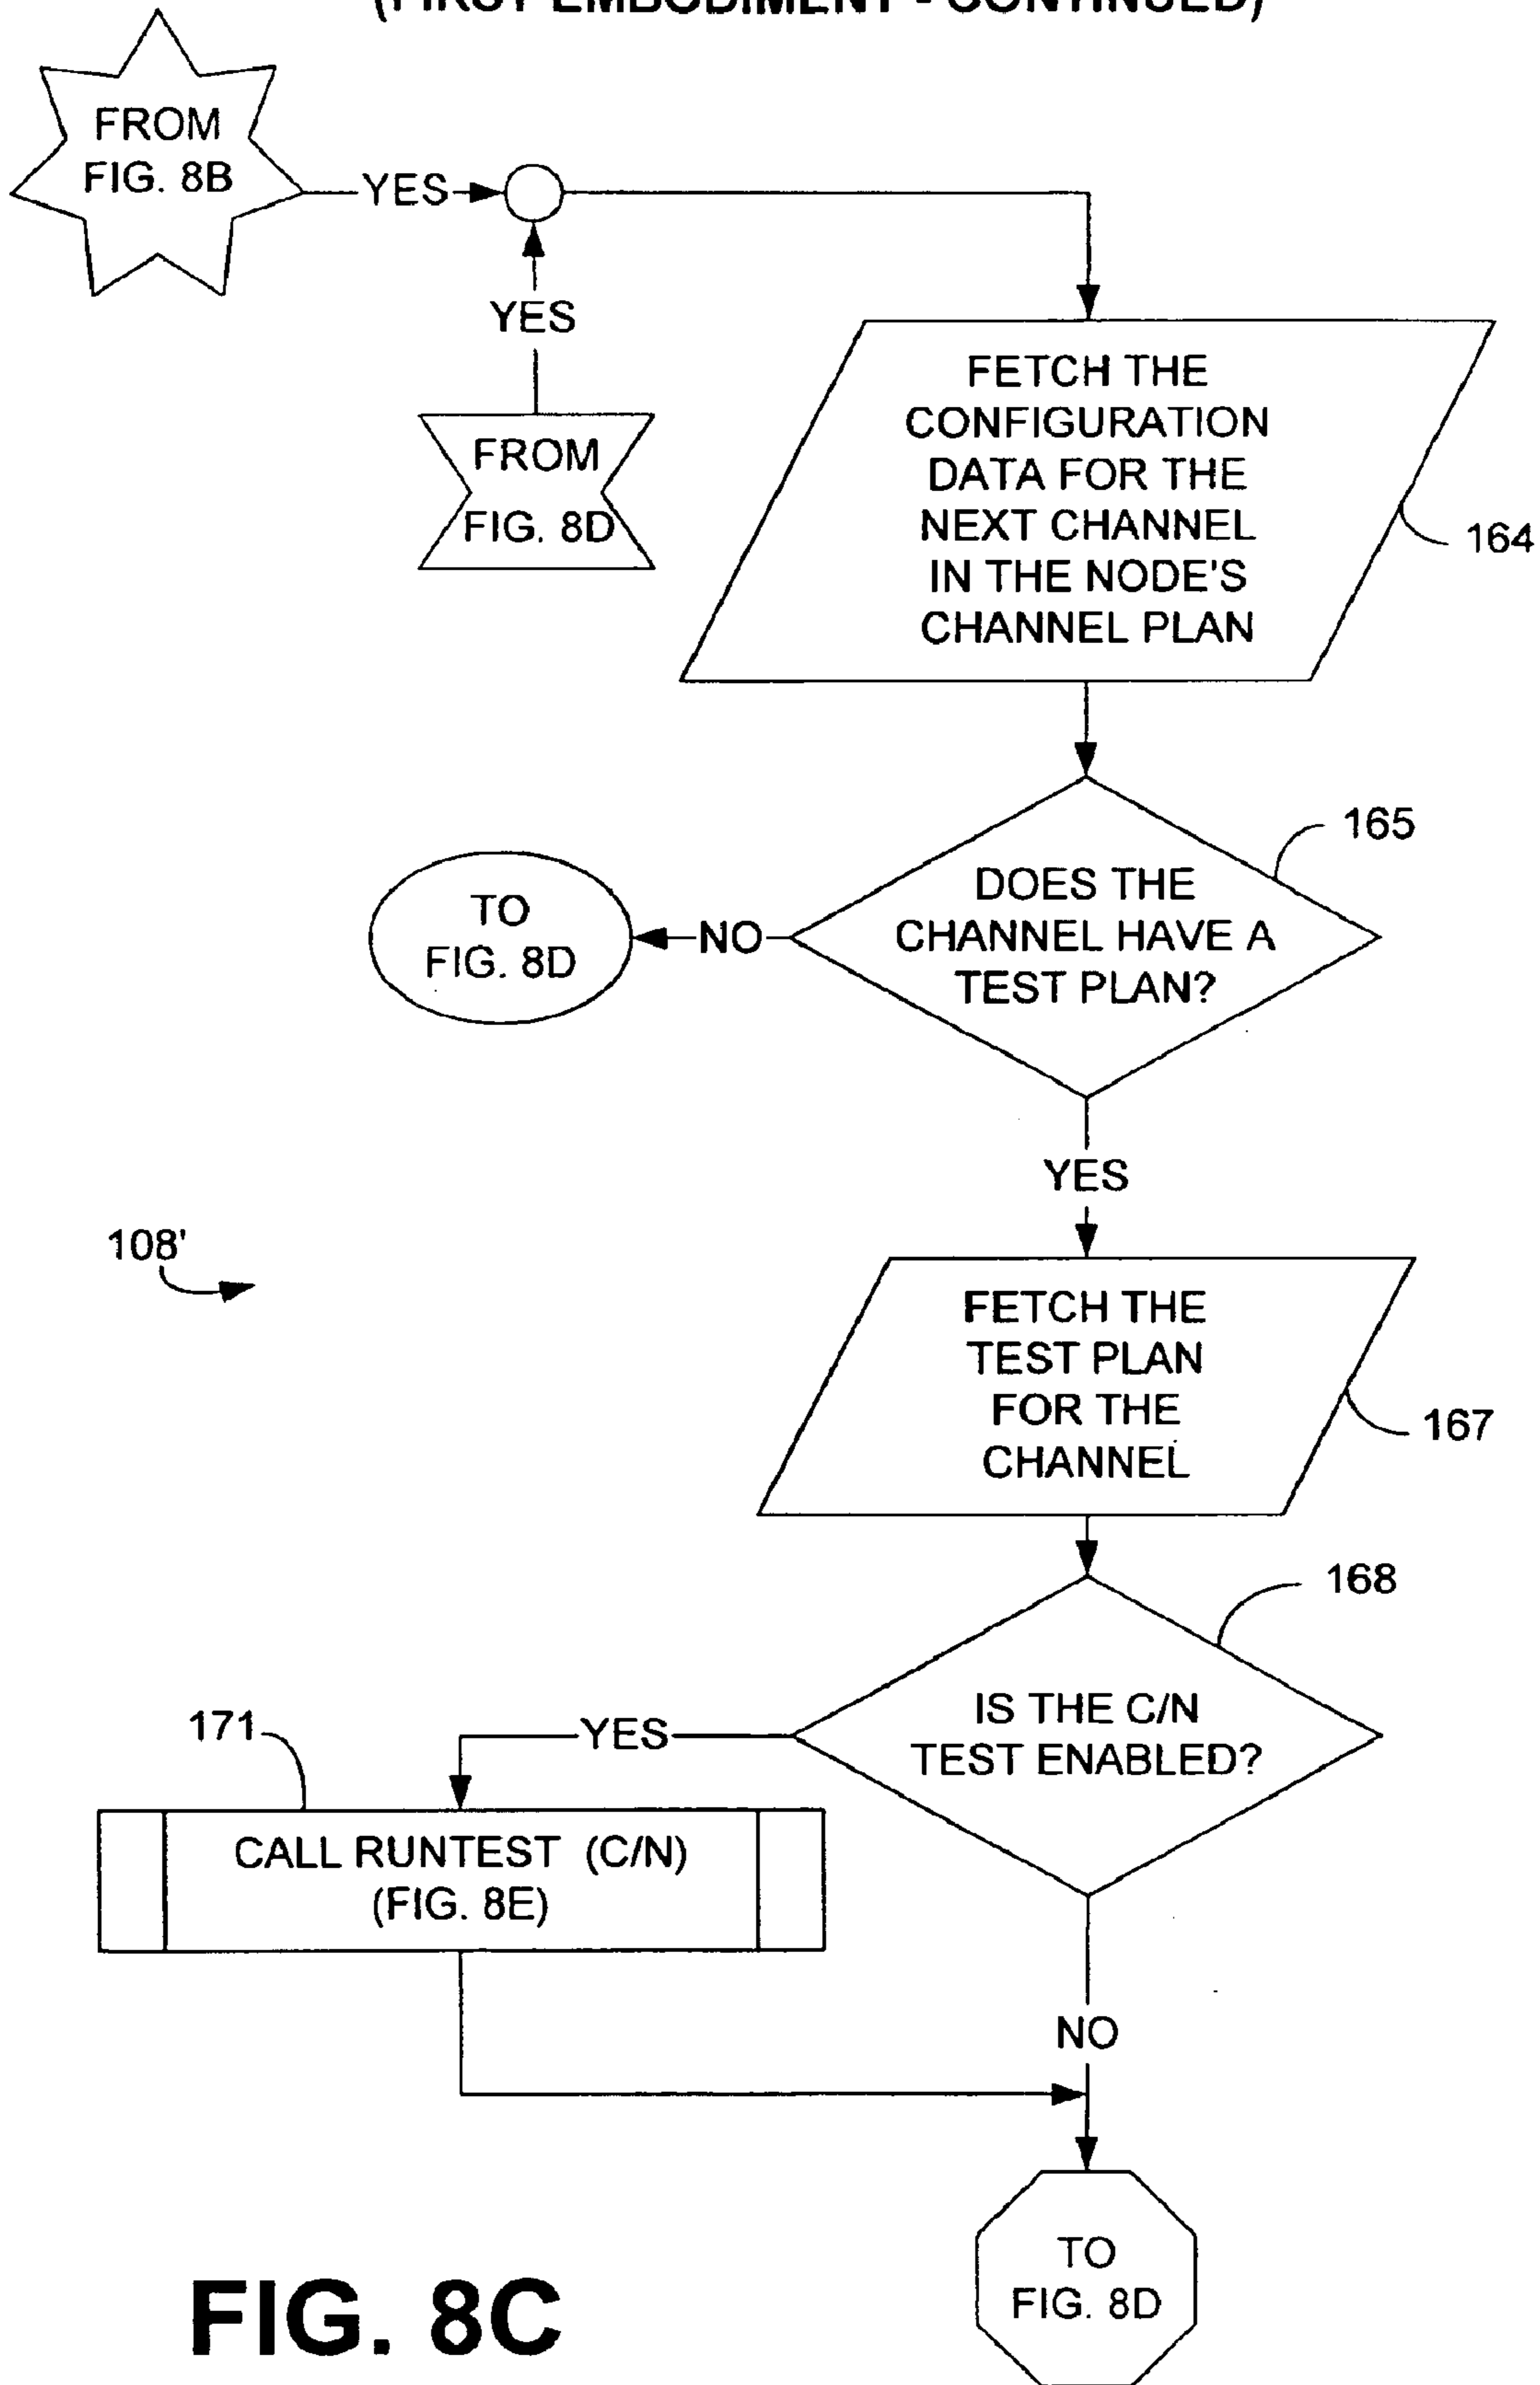 (FIRST EMBODIMENT - CONTINUED)
FROM
FIG. 8B
YES
YES
FROM
FIG. 8D
FETCH THE
CONFIGURATION
DATA FOR THE
NEXT CHANNEL
IN THE NODE'S
CHANNEL PLAN
164
165
DOES THE
CHANNEL HAVE A
TEST PLAN?
NO
TO
FIG. 8D
YES
108'
FETCH THE
TEST PLAN
FOR THE
CHANNEL
167
168
IS THE C/N
TEST ENABLED?
YES
171
CALL RUNTEST (C/N)
(FIG. 8E)
NO
TO
FIG. 8D
FIG. 8C